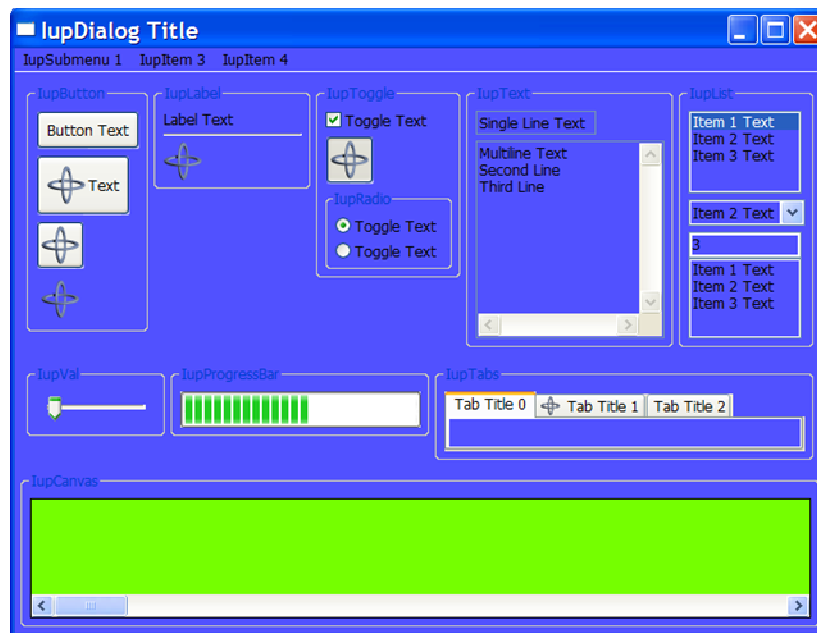 IupDialog Title
IupSubmenu 1 IupItem 3 IupItem 4
IupButton
Button Text
Text
IupLabel
Label Text
IupToggle
Toggle Text
IupRadio
Toggle Text
Toggle Text
IupText
Single Line Text
Multiline Text
Second Line
Third Line
IupList
Item 1 Text
Item 2 Text
Item 3 Text
Item 2 Text
3
Item 1 Text
Item 2 Text
Item 3 Text
IupVal
IupProgressBar
IupTabs
Tab Title 0 Tab Title 1 Tab Title 2
IupCanvas